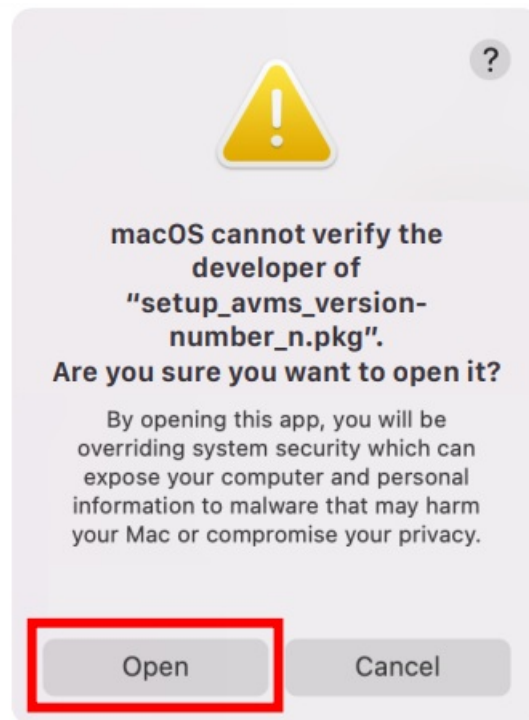 ?
macOS cannot verify the
developer of
"setup_avms_version-
number_n.pkg".
Are you sure you want to open it?
By opening this app, you will be
overriding system security which can
expose your computer and personal
information to malware that may harm
your Mac or compromise your privacy.
Open Cancel